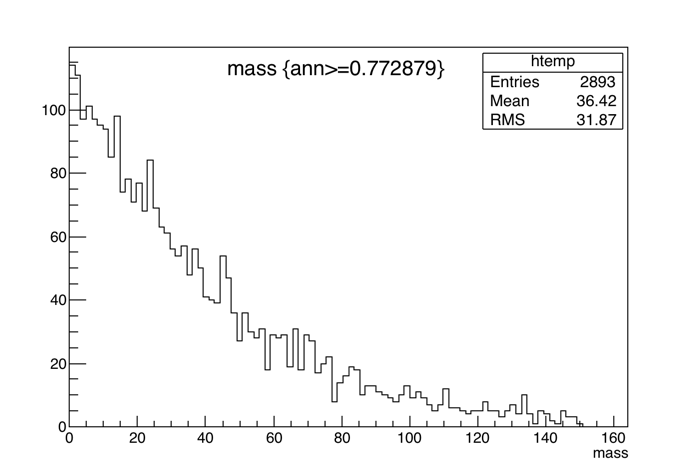 mass {ann>=0.772879}
htemp
Entries 2893
Mean 36.42
RMS 31.87
100
80
60
40
20
0
0 20 40 60 80 100 120 140 160
mass